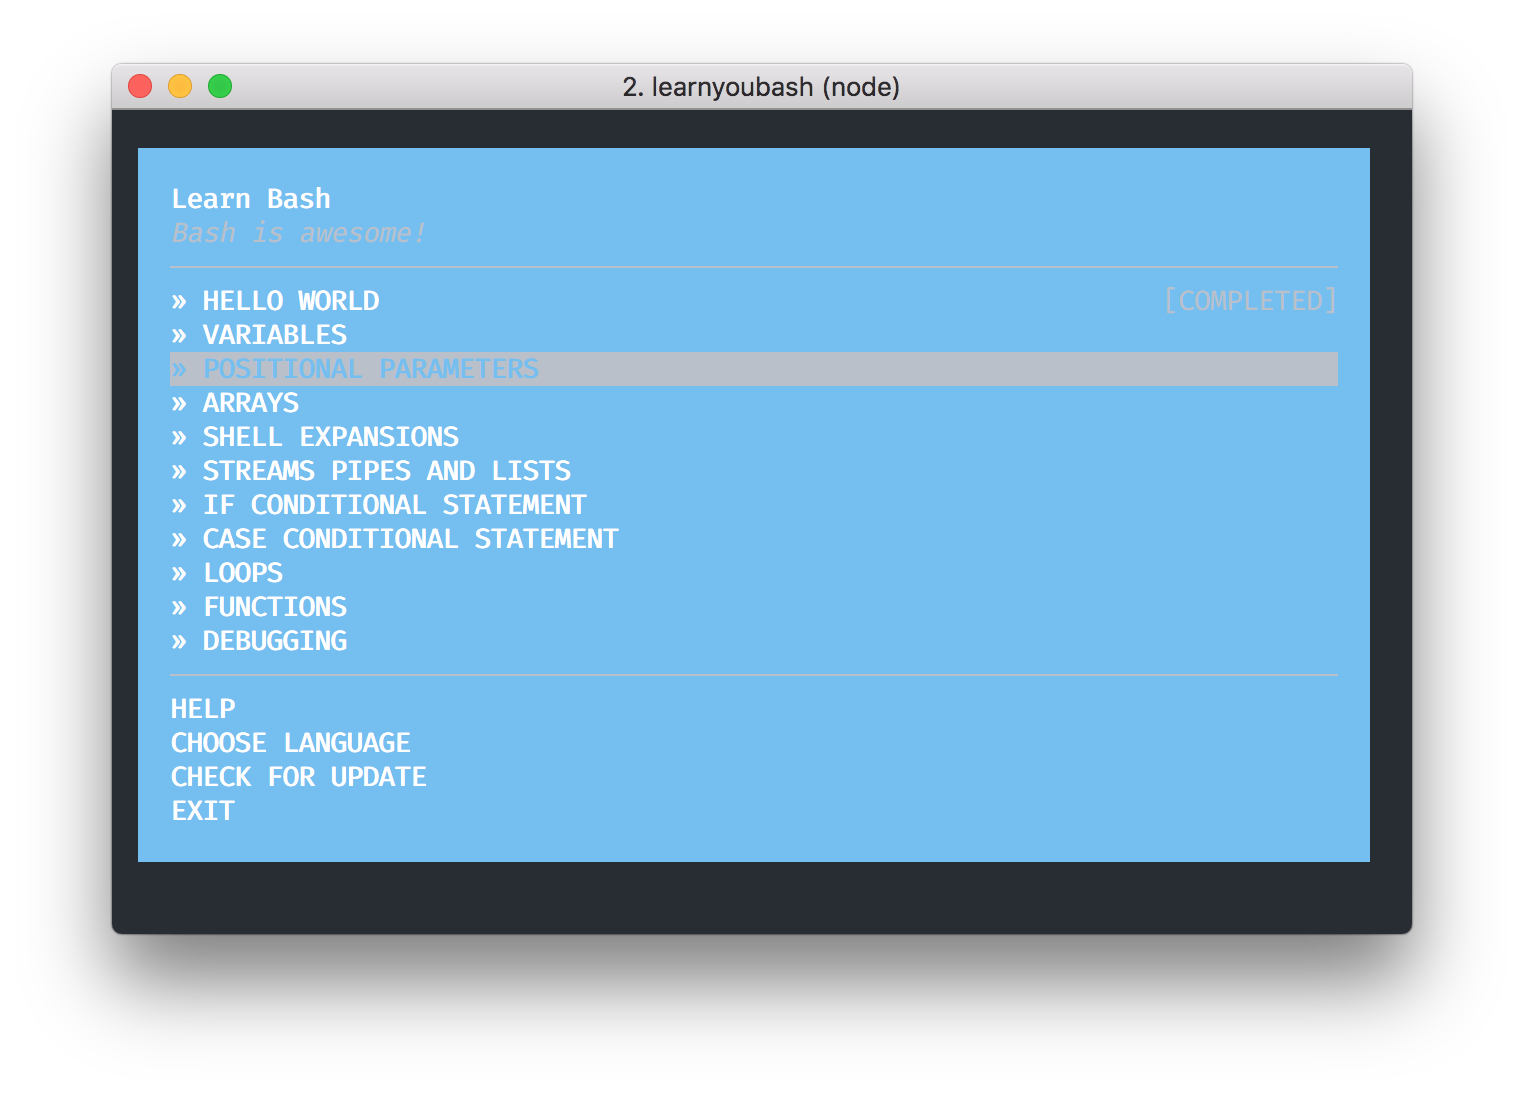 2. learnyoubash (node)
Learn Bash
Bash is awesome!
» HELLO WORLD [COMPLETED]
» VARIABLES
» POSITIONAL PARAMETERS
» ARRAYS
» SHELL EXPANSIONS
» STREAMS PIPES AND LISTS
» IF CONDITIONAL STATEMENT
» CASE CONDITIONAL STATEMENT
» LOOPS
» FUNCTIONS
» DEBUGGING
HELP
CHOOSE LANGUAGE
CHECK FOR UPDATE
EXIT